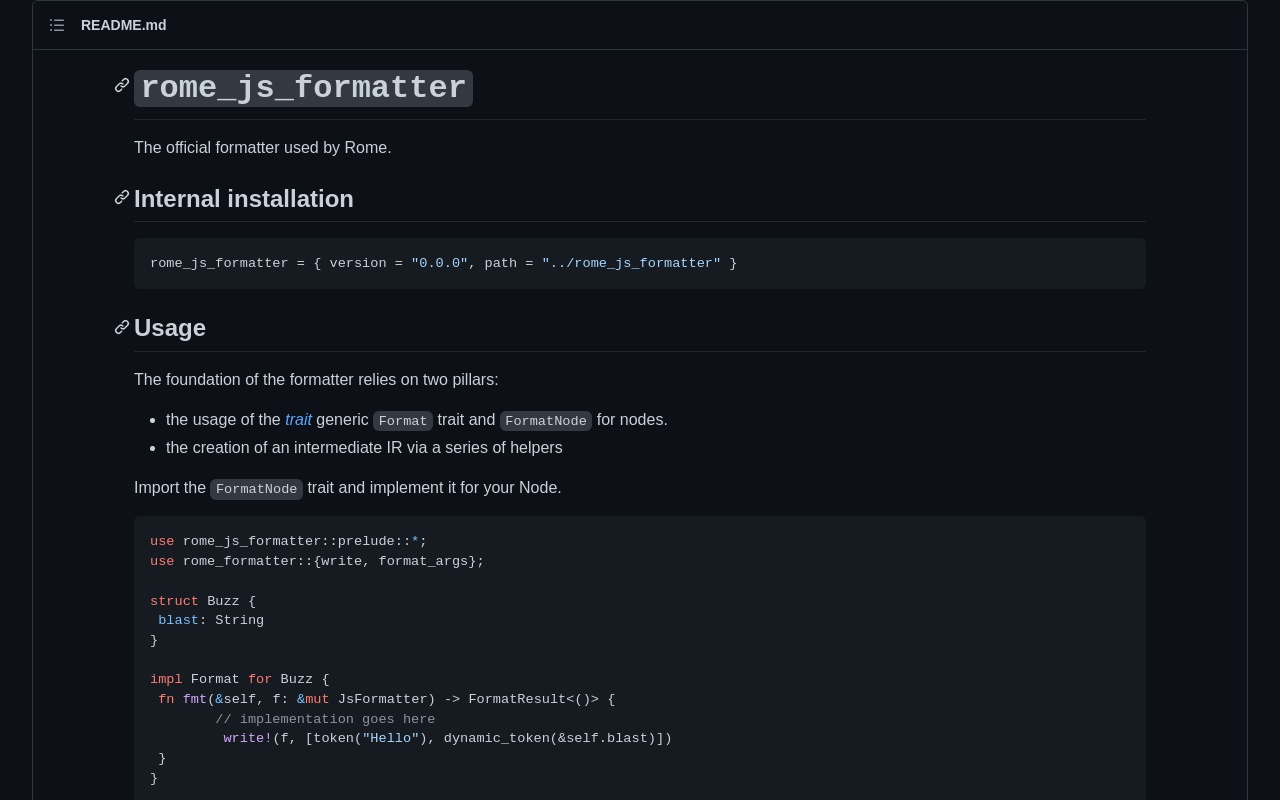 README.md
rome_js_formatter
The official formatter used by Rome.
Internal installation
rome_js_formatter = { version = "0.0.0", path = "../rome_js_formatter" }
Usage
The foundation of the formatter relies on two pillars:
the usage of the trait generic Format trait and FormatNode for nodes.
the creation of an intermediate IR via a series of helpers
Import the FormatNode trait and implement it for your Node.
use rome_js_formatter::prelude::*;
use rome_formatter::{write, format_args};
struct Buzz {
 blast: String
}
impl Format for Buzz {
 fn fmt(&self, f: &mut JsFormatter) -> FormatResult<()> {
        // implementation goes here
         write!(f, [token("Hello"), dynamic_token(&self.blast)])
 }
}